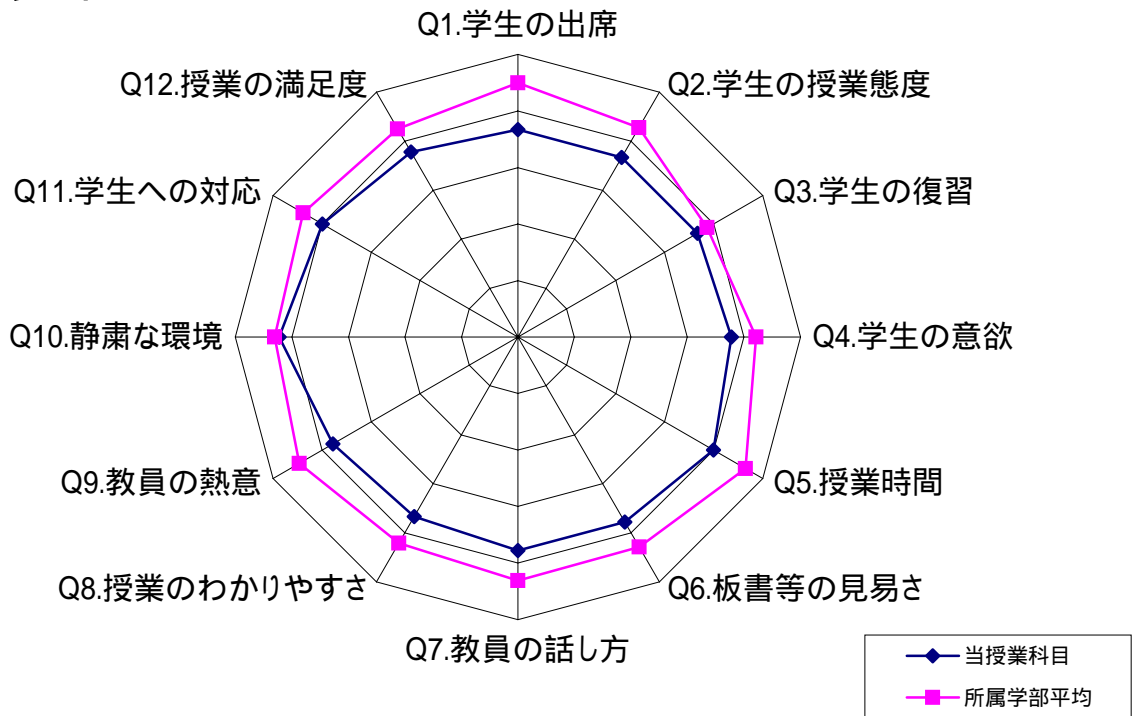 Q1.学生の出席
Q2.学生の授業態度
Q3.学生の復習
Q4.学生の意欲
Q5.授業時間
Q6.板書等の見易さ
Q7.教員の話し方
Q8.授業のわかりやすさ
Q9.教員の熱意
Q10.静粛な環境
Q11.学生への対応
Q12.授業の満足度
当授業科目
所属学部平均